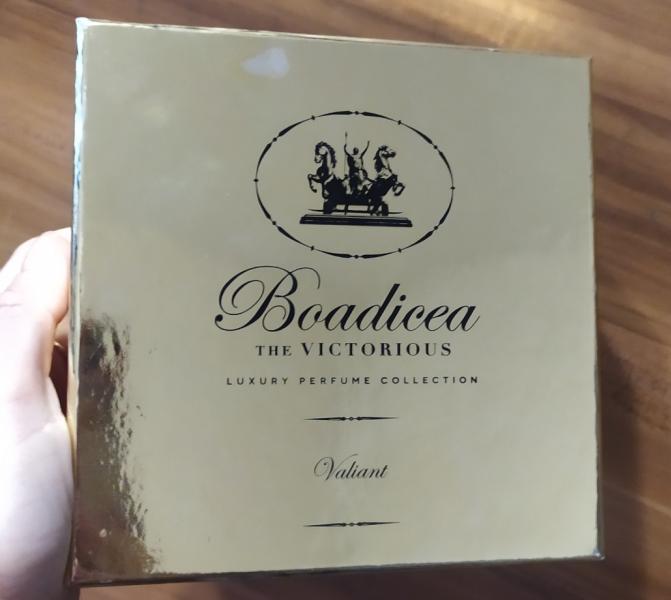 Boadicea
THE VICTORIOUS
LUXURY PERFUME COLLECTION
Valiant